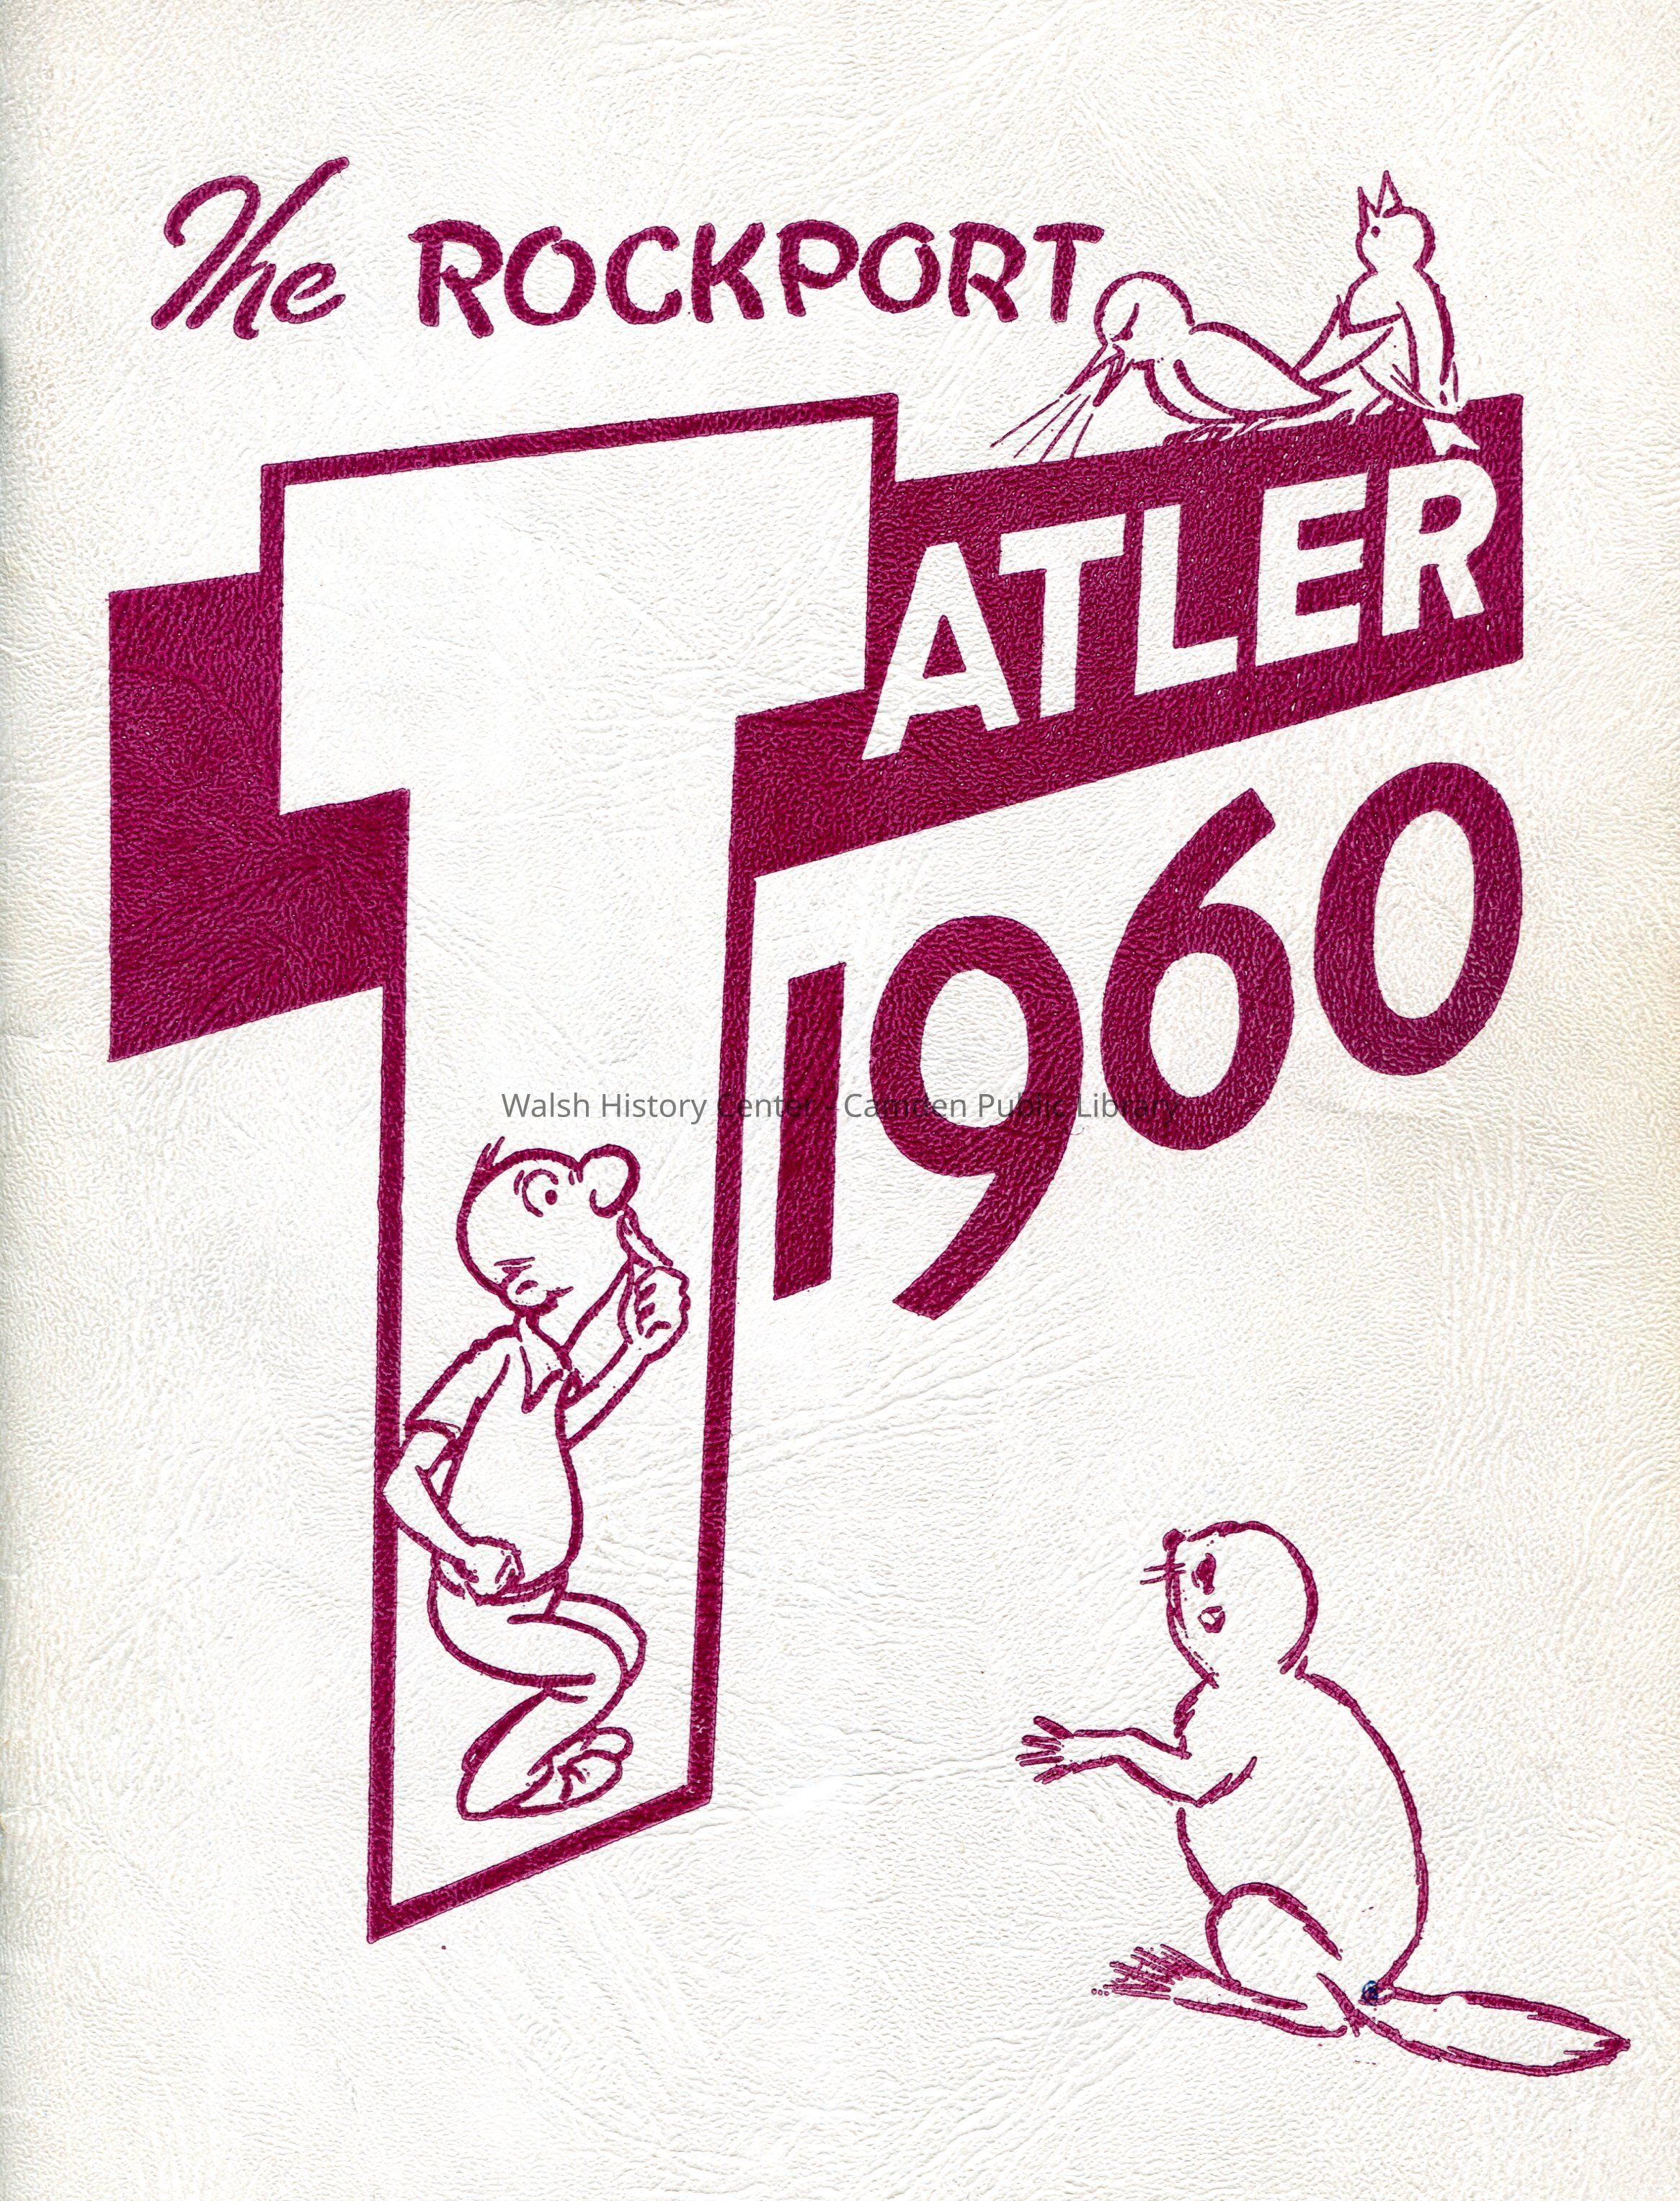 The ROCKPORT
TATLER
1960
Walsh History Center - Camden Public Library